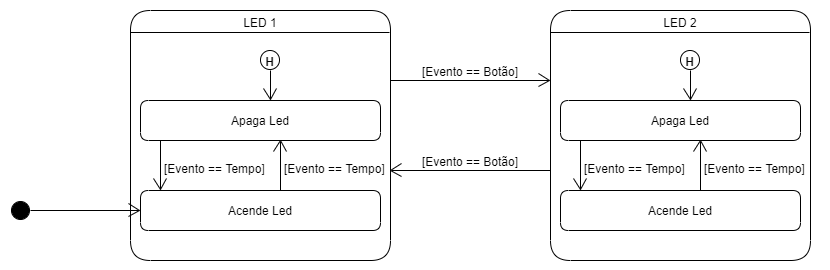 LED 1
LED 2
H
H
[Evento == Botão]
Apaga Led
Apaga Led
[Evento == Tempo]
[Evento == Tempo]
[Evento == Botão]
[Evento == Tempo]
[Evento == Tempo]
Acende Led
Acende Led